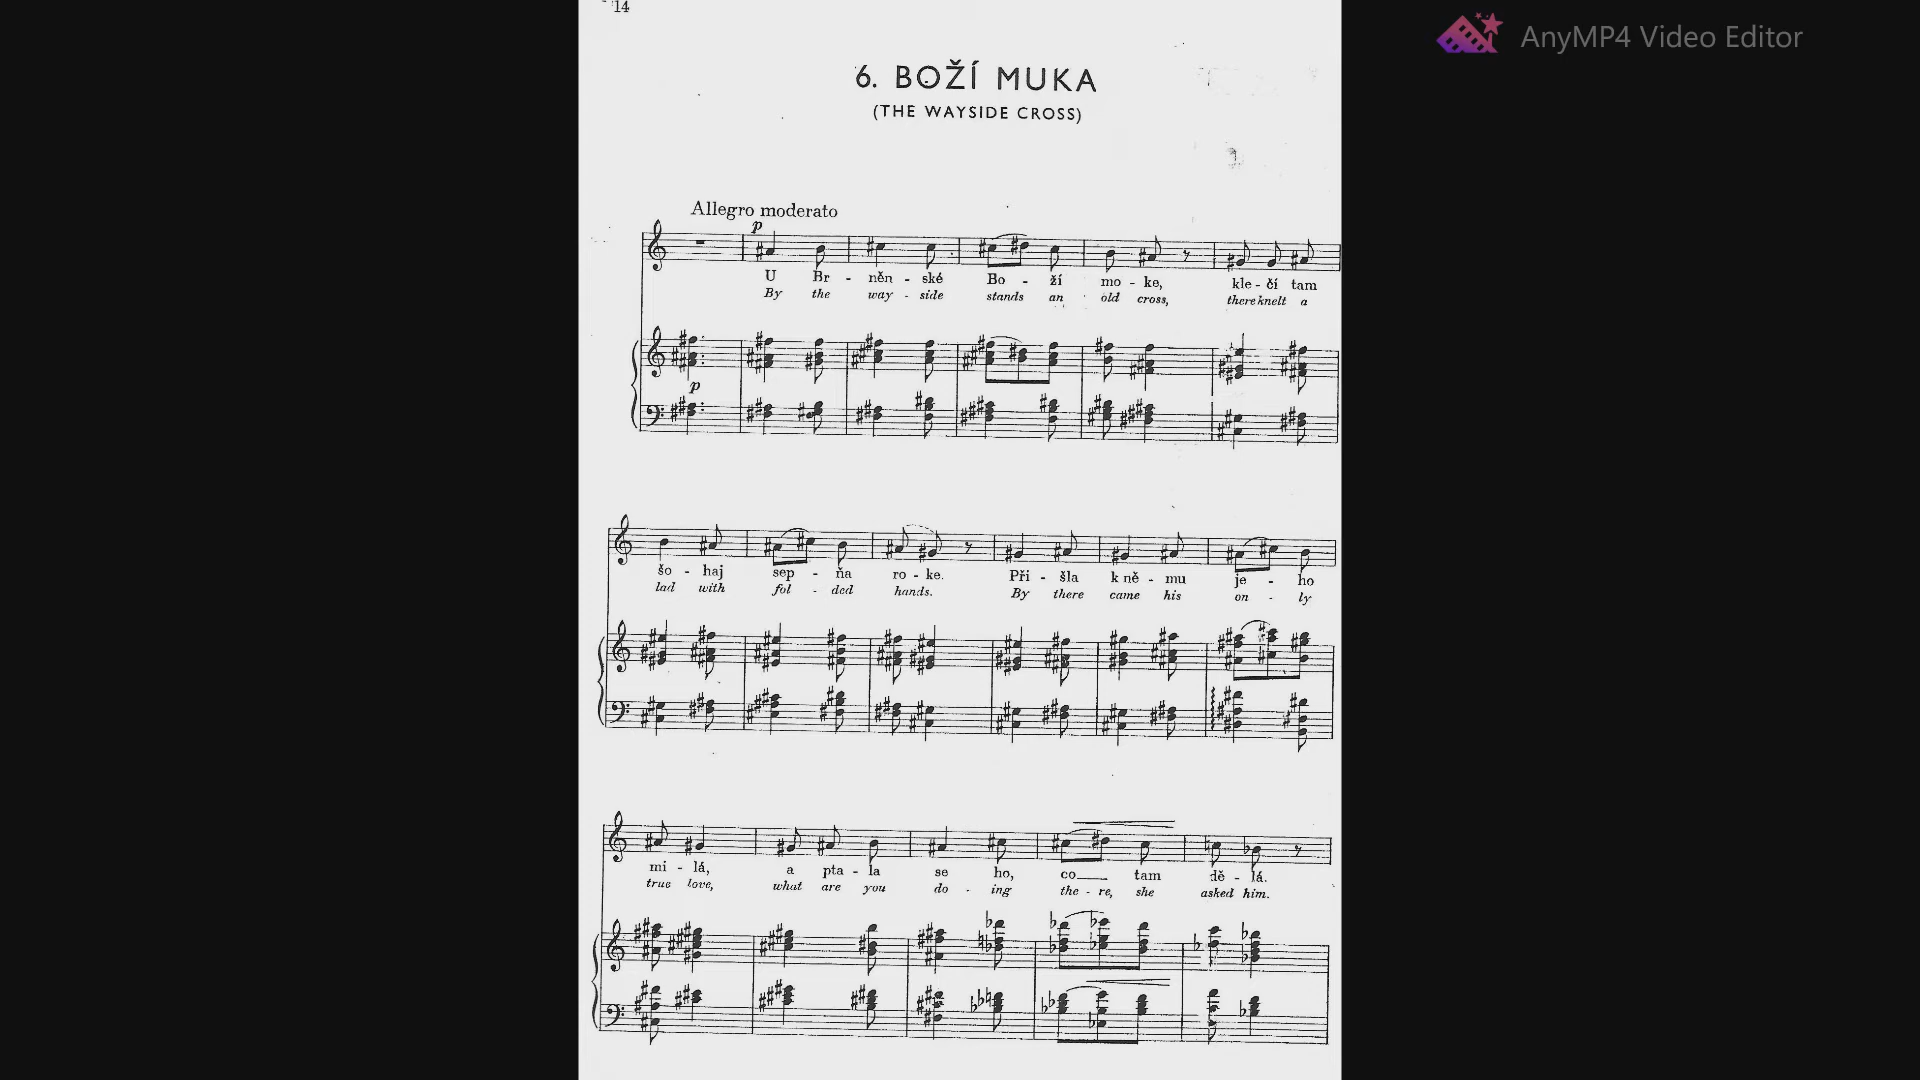 14
AnyMP4 Video Editor
6. BOŽÍ MUKA
(THE WAYSIDE CROSS)
Allegro moderato
p
U Br - něn - ské Bo - ží mo - ke, kle - čí tam
By the way - side stands an old cross, there knelt a
p
šo - haj sep - ňa ro - ke. Při - šla k ně - mu je - ho
lad with fol - ded hands. By there came his on - ly
mi - lá, a pta - la se ho, co tam dě - lá.
true love, what are you do - ing the - re, she asked him.